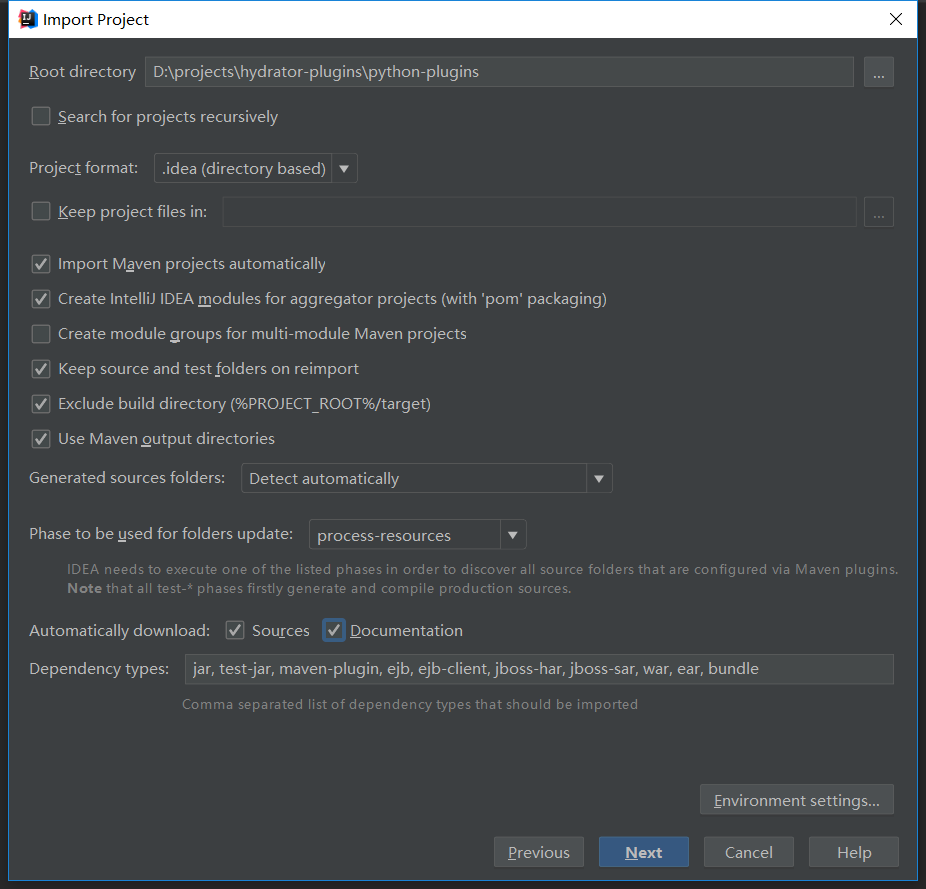 Import Project
Root directory D:\projects\hydrator-plugins\python-plugins ...
Search for projects recursively
Project format: .idea (directory based)
Keep project files in: ...
Import Maven projects automatically
Create IntelliJ IDEA modules for aggregator projects (with 'pom' packaging)
Create module groups for multi-module Maven projects
Keep source and test folders on reimport
Exclude build directory (%PROJECT_ROOT%/target)
Use Maven output directories
Generated sources folders: Detect automatically
Phase to be used for folders update: process-resources
IDEA needs to execute one of the listed phases in order to discover all source folders that are configured via Maven plugins.
Note that all test-* phases firstly generate and compile production sources.
Automatically download: Sources Documentation
Dependency types: jar, test-jar, maven-plugin, ejb, ejb-client, jboss-har, jboss-sar, war, ear, bundle
Comma separated list of dependency types that should be imported
Environment settings...
Previous Next Cancel Help